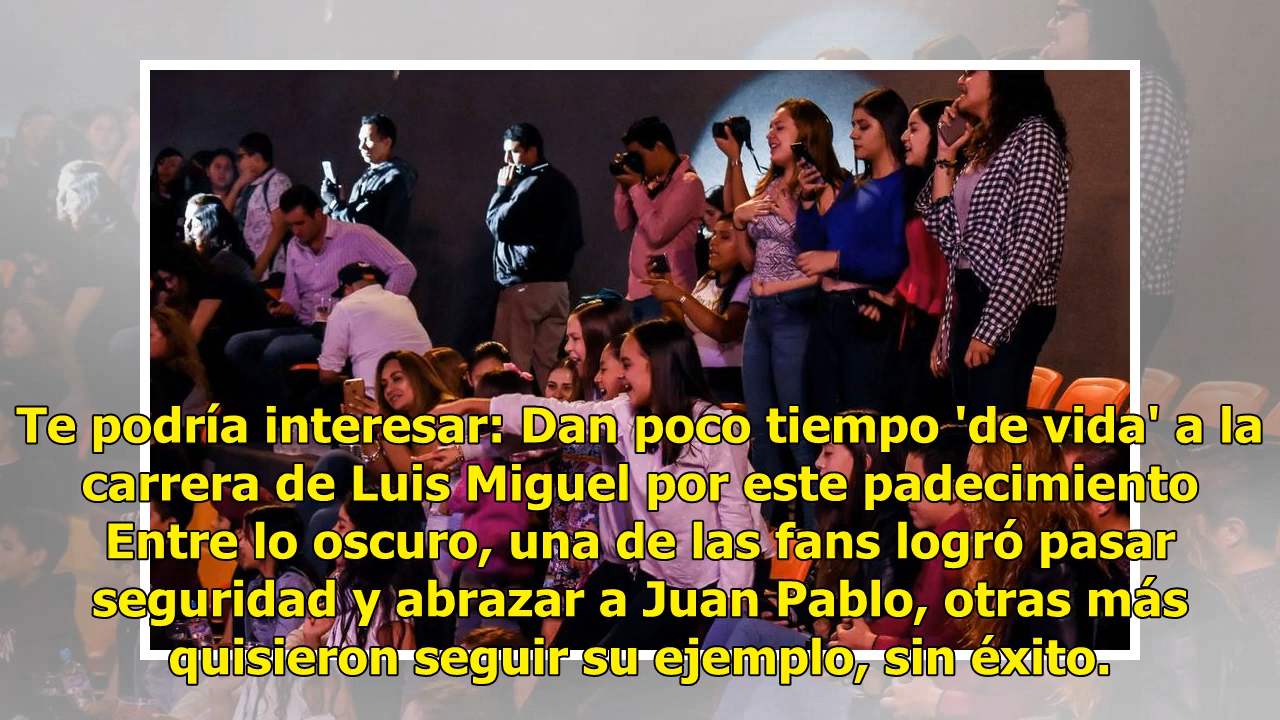 Te podría interesar: Dan poco tiempo 'de vida' a la
carrera de Luis Miguel por este padecimiento
Entre lo oscuro, una de las fans logró pasar
seguridad y abrazar a Juan Pablo, otras más
quisieron seguir su ejemplo, sin éxito.